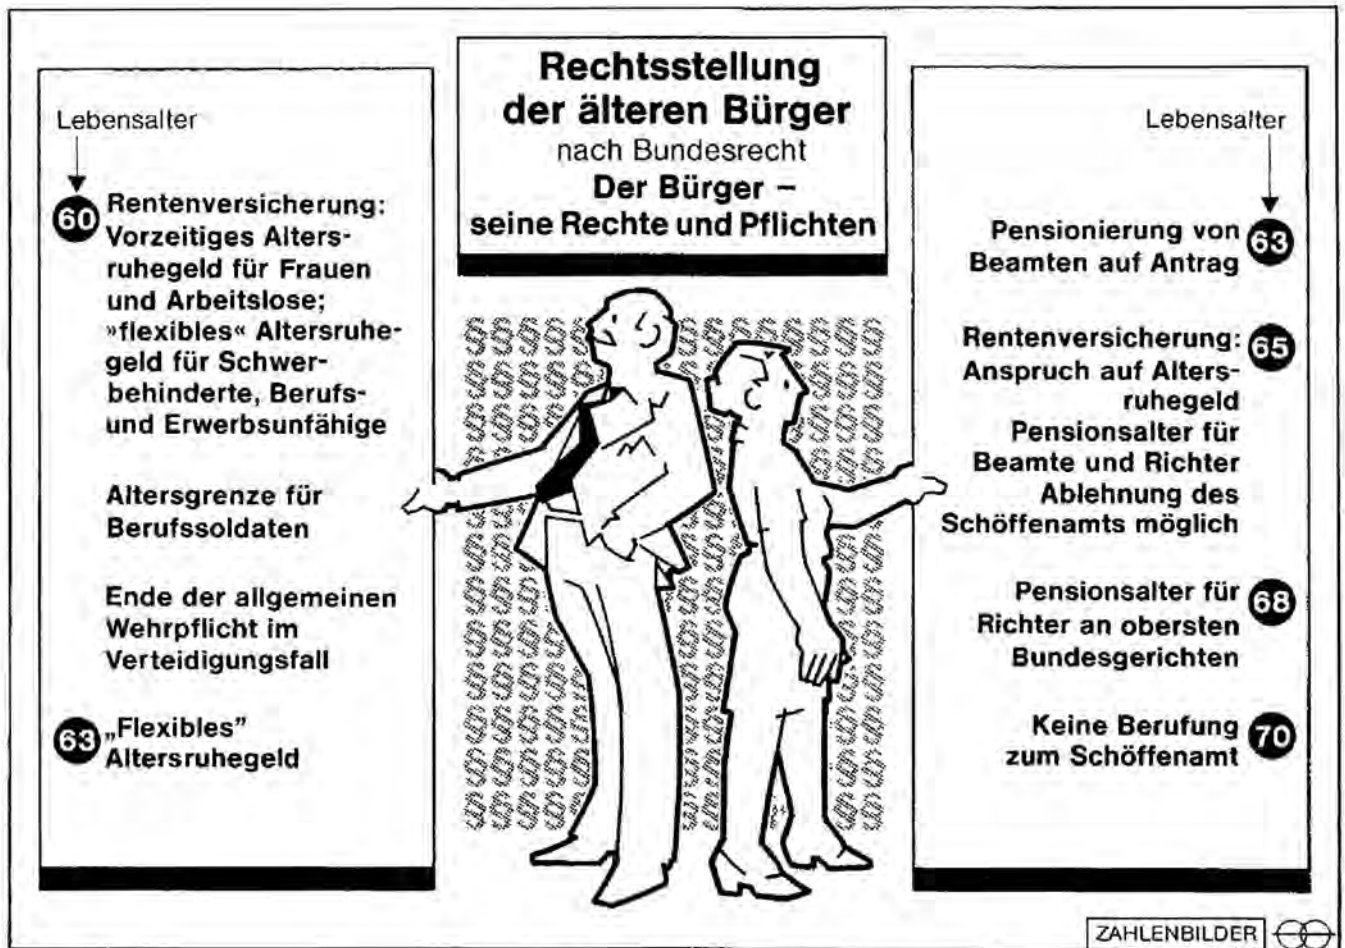 Rechtsstellung
der älteren Bürger
nach Bundesrecht
Der Bürger –
seine Rechte und Pflichten
Lebensalter
60 Rentenversicherung:
Vorzeitiges Alters-
ruhegeld für Frauen
und Arbeitslose;
»flexibles« Altersruhe-
geld für Schwer-
behinderte, Berufs-
und Erwerbsunfähige
Altersgrenze für
Berufssoldaten
Ende der allgemeinen
Wehrpflicht im
Verteidigungsfall
63 „Flexibles”
Altersruhegeld
Lebensalter
Pensionierung von 63
Beamten auf Antrag
Rentenversicherung: 65
Anspruch auf Alters-
ruhegeld
Pensionsalter für
Beamte und Richter
Ablehnung des
Schöffenamts möglich
Pensionsalter für 68
Richter an obersten
Bundesgerichten
Keine Berufung 70
zum Schöffenamt
ZAHLENBILDER